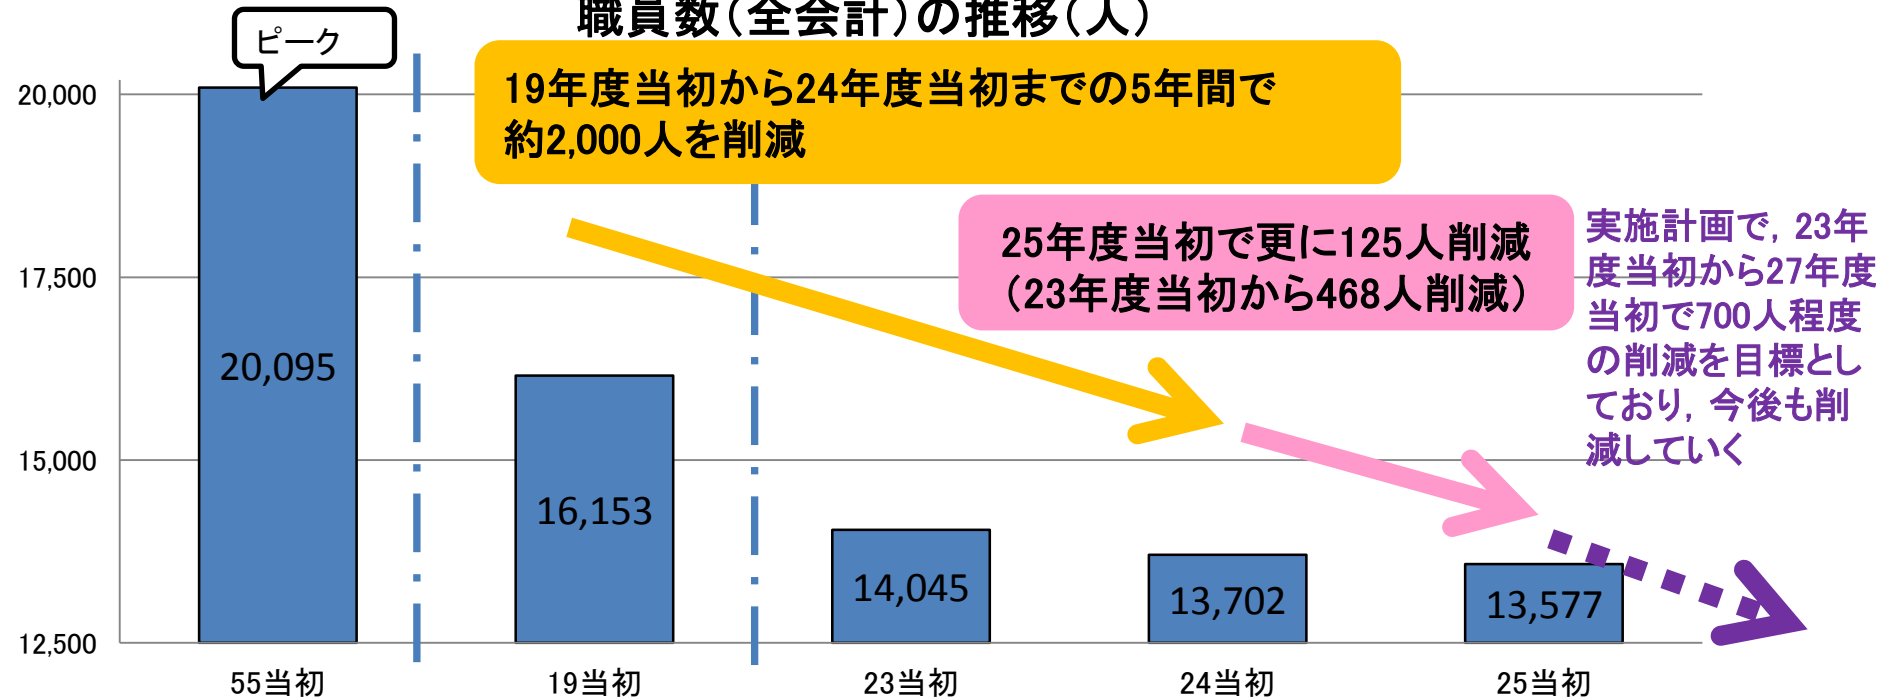 職員数（全会計）の推移（人）
ピーク
19年度当初から24年度当初までの5年間で
約2,000人を削減
25年度当初で更に125人削減
（23年度当初から468人削減）
実施計画で，23年
度当初から27年度
当初で700人程度
の削減を目標とし
ており，今後も削
減していく
20,000
17,500
15,000
12,500
20,095
16,153
14,045
13,702
13,577
55当初
19当初
23当初
24当初
25当初